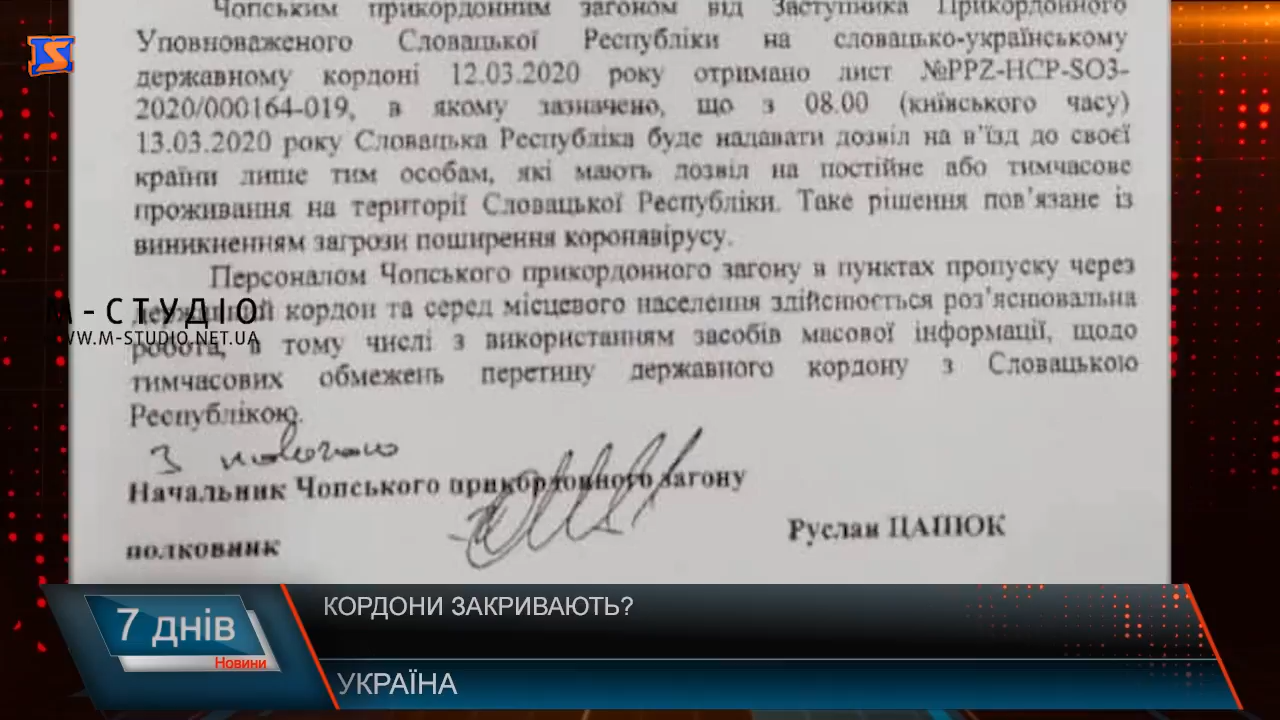 Чопським прикордонним загоном від Заступника Прикордонного
Уповноваженого Словацької Республіки на словацько-українському
державному кордоні 12.03.2020 року отримано лист №PPZ-HCP-SO3-
2020/000164-019, в якому зазначено, що з 08.00 (київського часу)
13.03.2020 року Словацька Республіка буде надавати дозвіл на в’їзд до своєї
країни лише тим особам, які мають дозвіл на постійне або тимчасове
проживання на території Словацької Республіки. Таке рішення пов’язане із
виникненням загрози поширення коронавірусу.
Персоналом Чопського прикордонного загону в пунктах пропуску через
державний кордон та серед місцевого населення здійснюється роз’яснювальна
робота, в тому числі з використанням засобів масової інформації, щодо
тимчасових обмежень перетину державного кордону з Словацькою
Республікою.
З повагою
Начальник Чопського прикордонного загону
полковник
Руслан ЦАПЮК
М-СТУДІО
WWW.M-STUDIO.NET.UA
7 днів
Новини
КОРДОНИ ЗАКРИВАЮТЬ?
УКРАЇНА